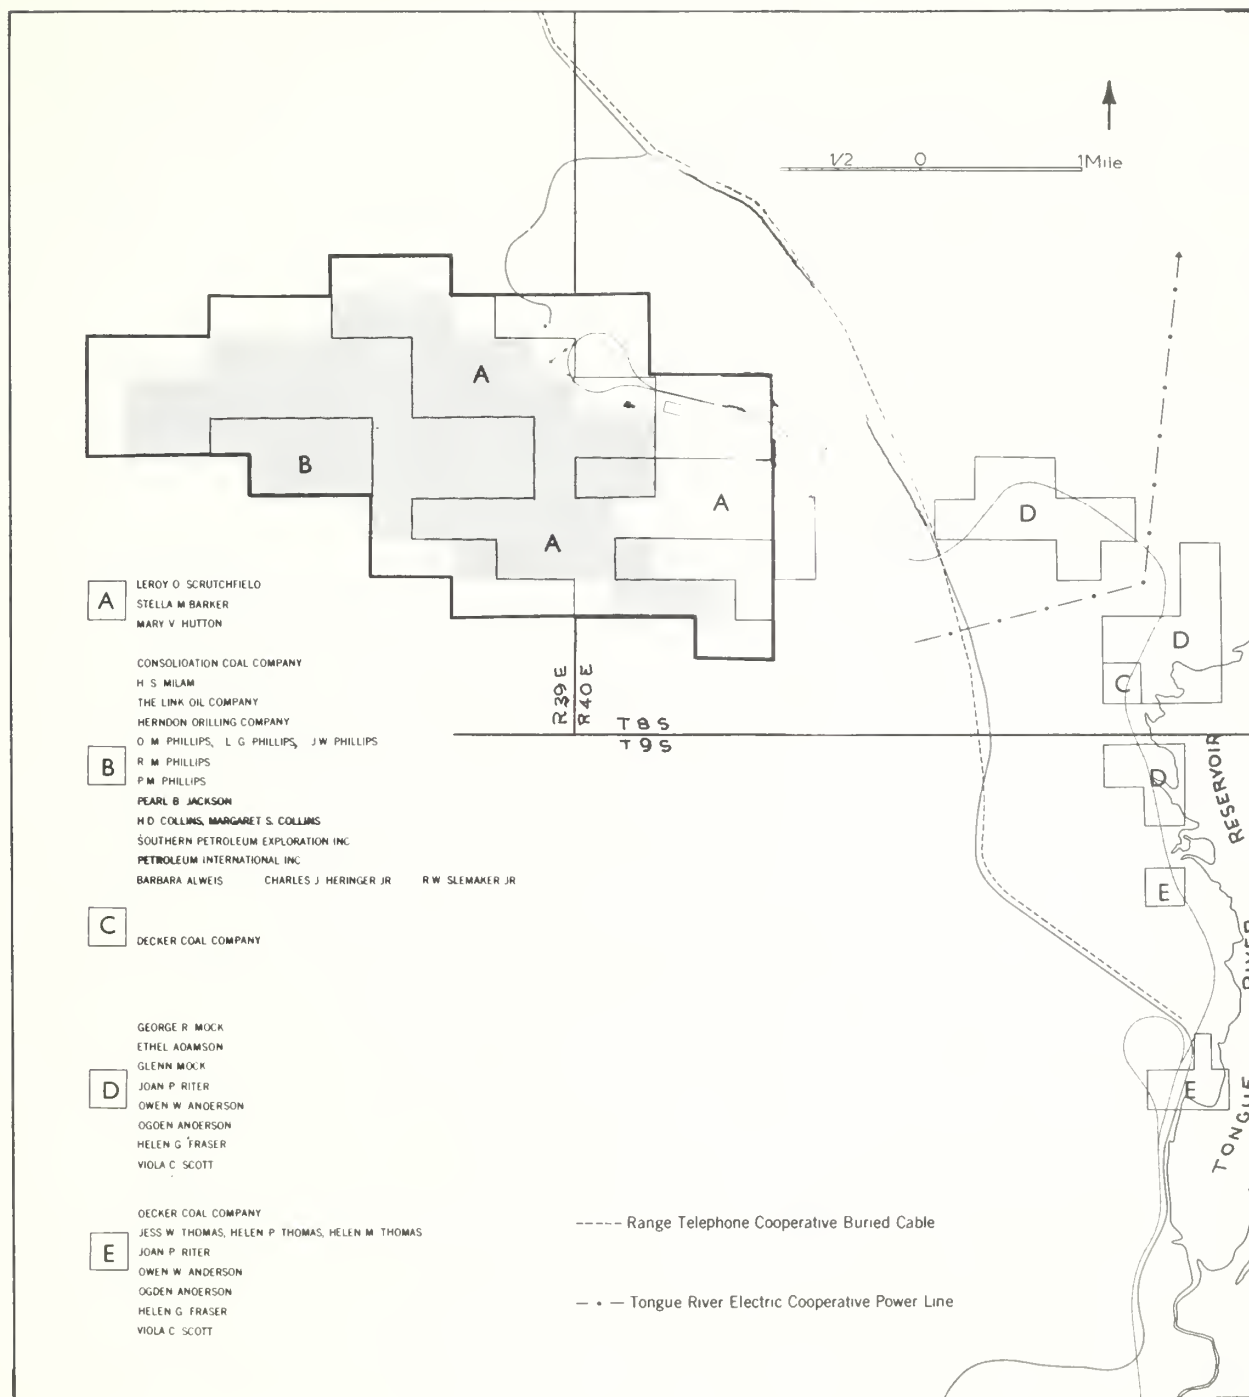 1/2 0 1 Mile
A
B
A
A
D
D
C
R39E R40E
T8S
T9S
D
E
E
RESERVOIR
TONGUE RIVER
A
LEROY O SCRUTCHFIELD
STELLA M BARKER
MARY V HUTTON
B
CONSOLIDATION COAL COMPANY
H S MILAM
THE LINK OIL COMPANY
HERNDON DRILLING COMPANY
O M PHILLIPS, L G PHILLIPS, J W PHILLIPS
R M PHILLIPS
P M PHILLIPS
PEARL B JACKSON
H D COLLINS, MARGARET S. COLLINS
SOUTHERN PETROLEUM EXPLORATION INC
PETROLEUM INTERNATIONAL INC
BARBARA ALWEIS CHARLES J HERINGER JR R W SLEMAKER JR
C
DECKER COAL COMPANY
D
GEORGE R MOCK
ETHEL ADAMSON
GLENN MOCK
JOAN P RITER
OWEN W ANDERSON
OGDEN ANDERSON
HELEN G FRASER
VIOLA C SCOTT
E
DECKER COAL COMPANY
JESS W THOMAS, HELEN P THOMAS, HELEN M THOMAS
JOAN P RITER
OWEN W ANDERSON
OGDEN ANDERSON
HELEN G FRASER
VIOLA C SCOTT
Range Telephone Cooperative Buried Cable
Tongue River Electric Cooperative Power Line